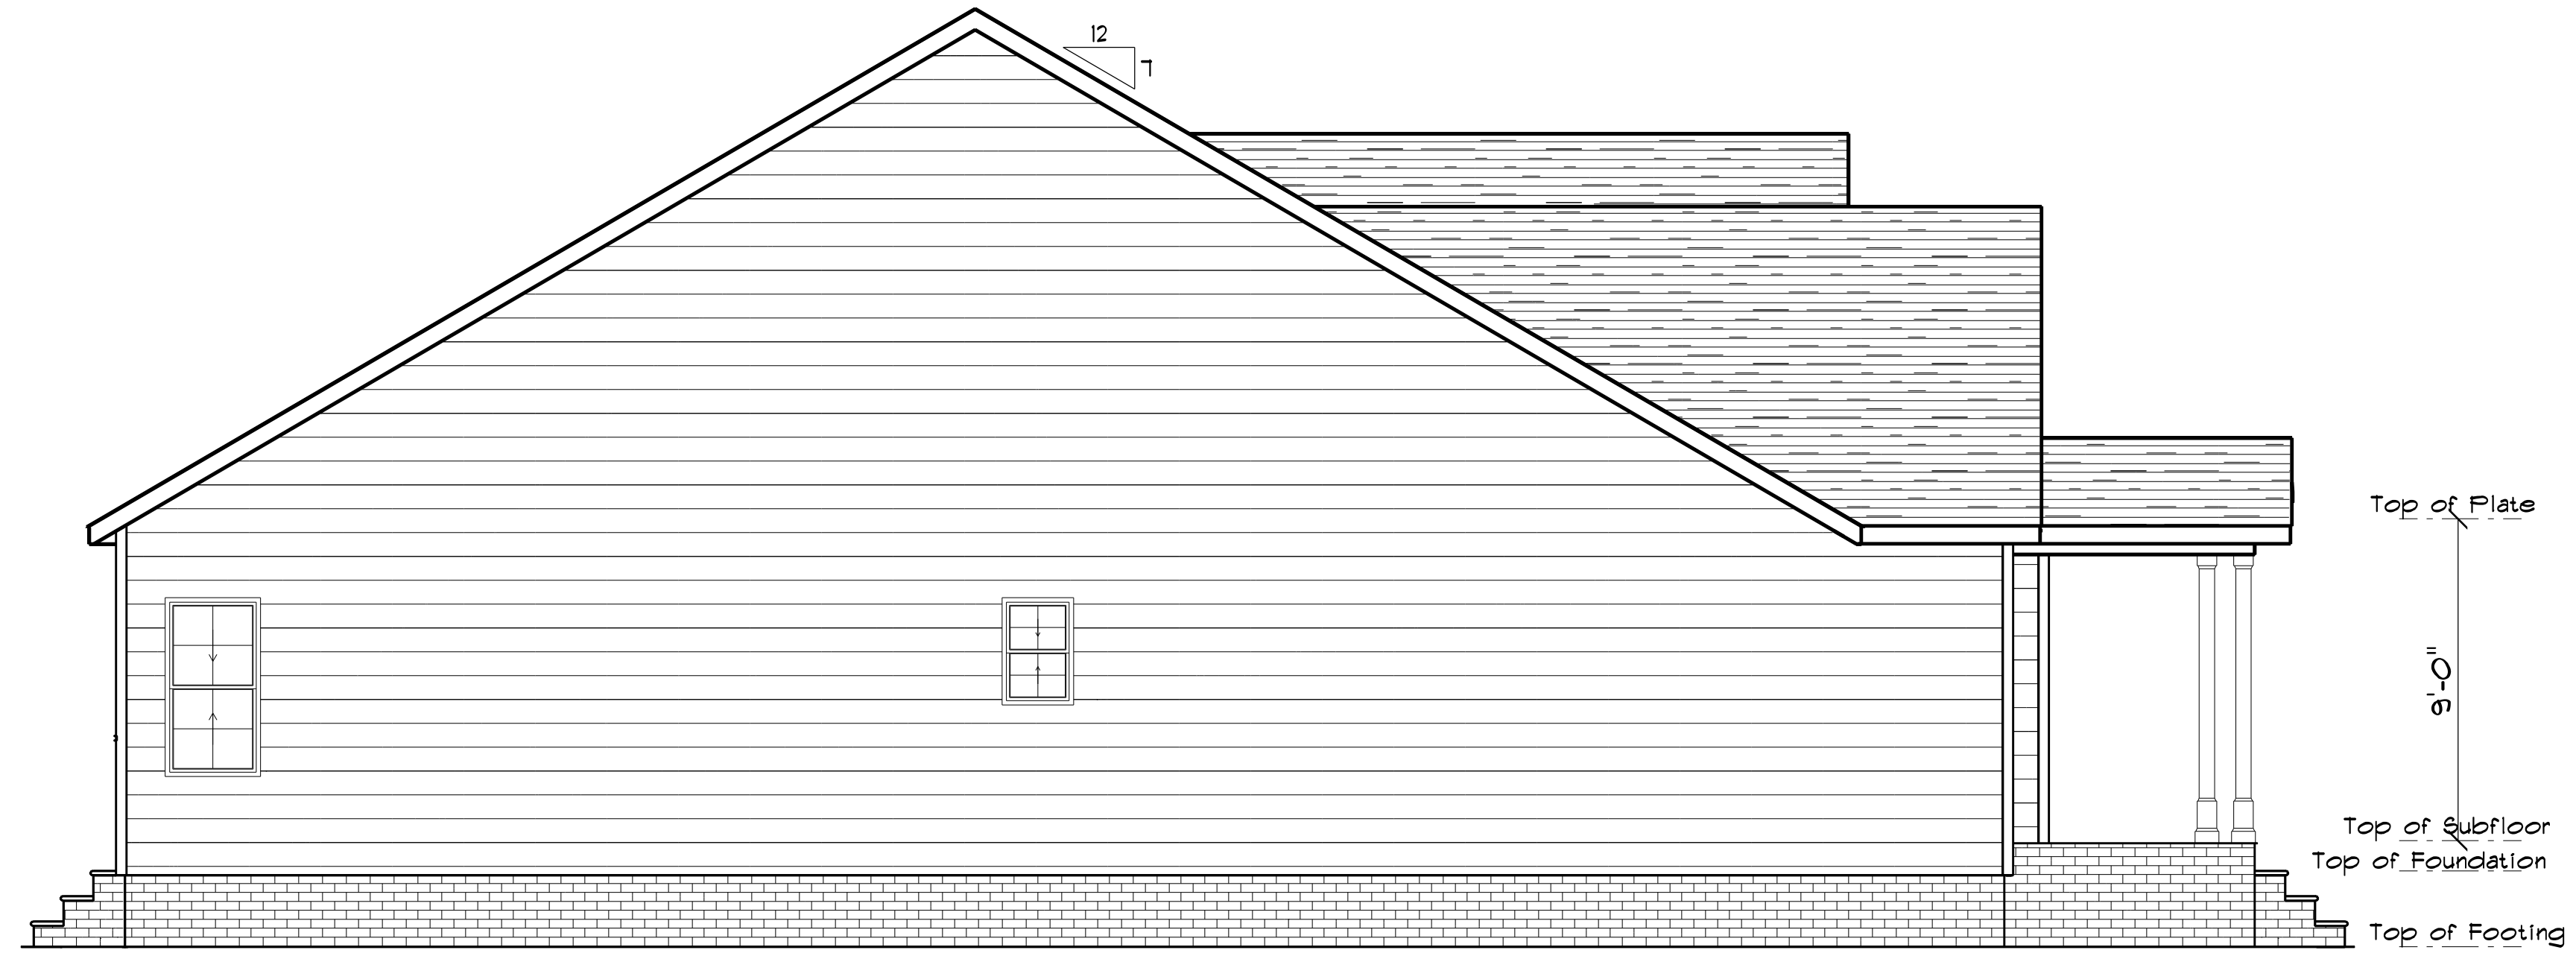 12
7
Top of Plate
9'-0"
Top of Subfloor
Top of Foundation
Top of Footing